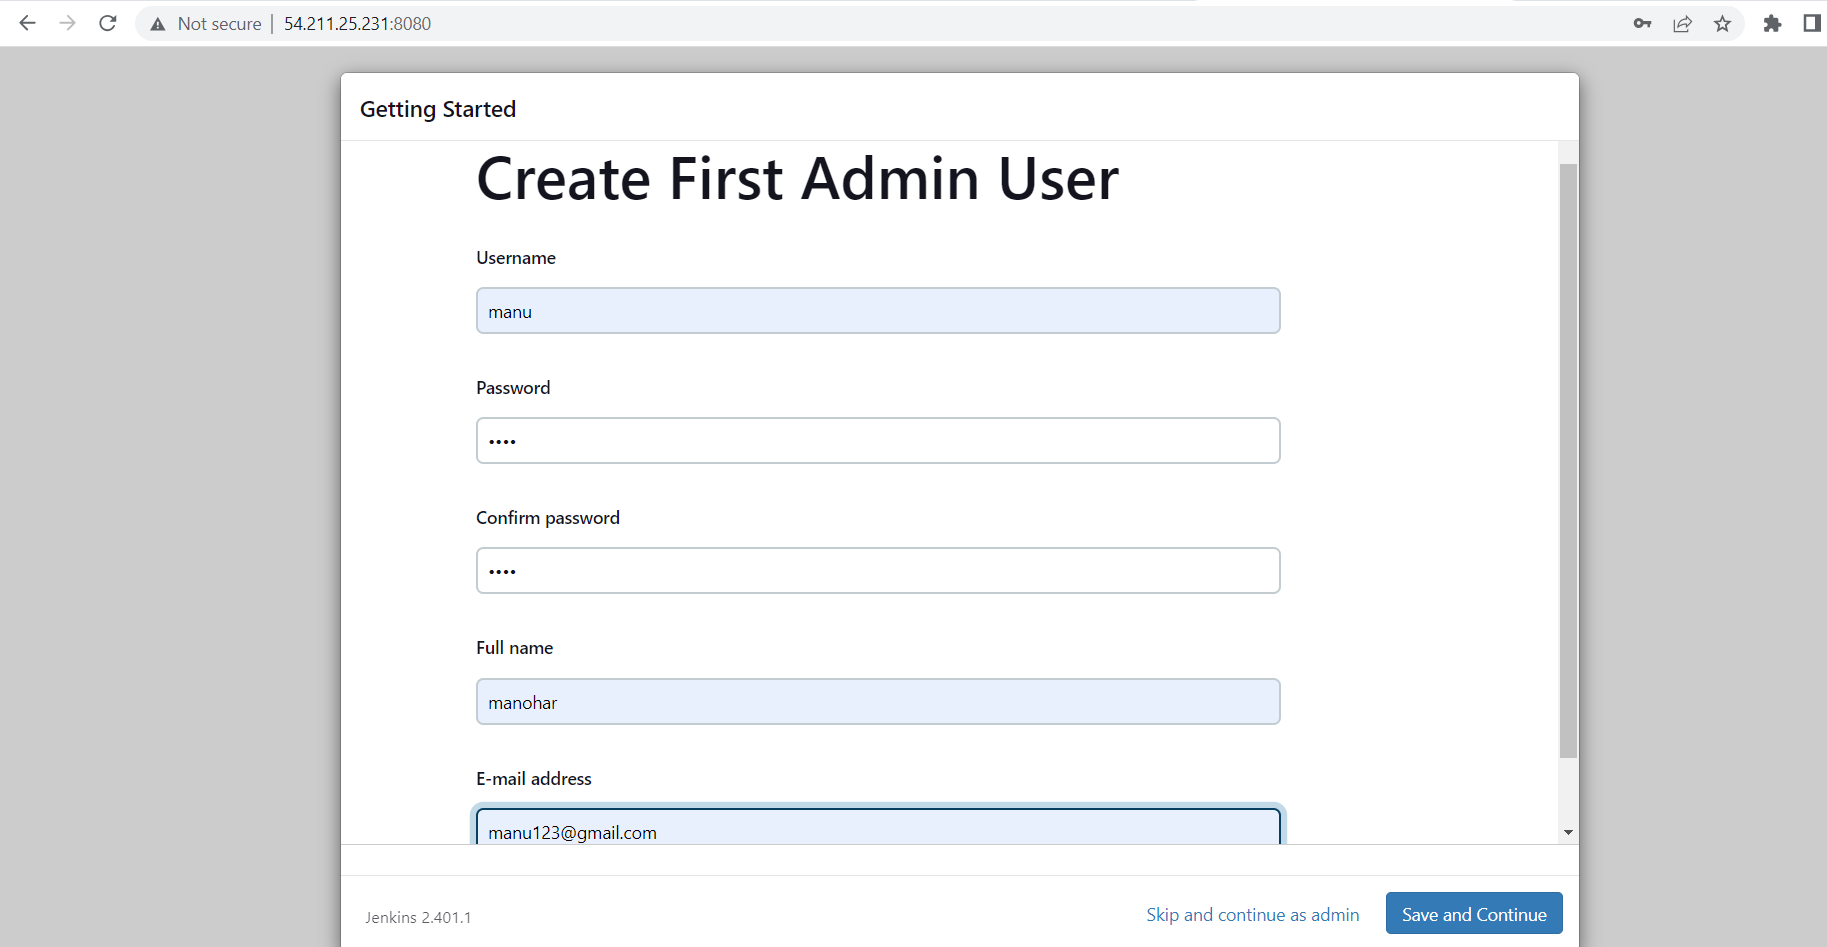 Not secure | 54.211.25.231:8080
Getting Started
Create First Admin User
Username
manu
Password
••••
Confirm password
••••
Full name
manohar
E-mail address
manu123@gmail.com
Jenkins 2.401.1
Skip and continue as admin
Save and Continue